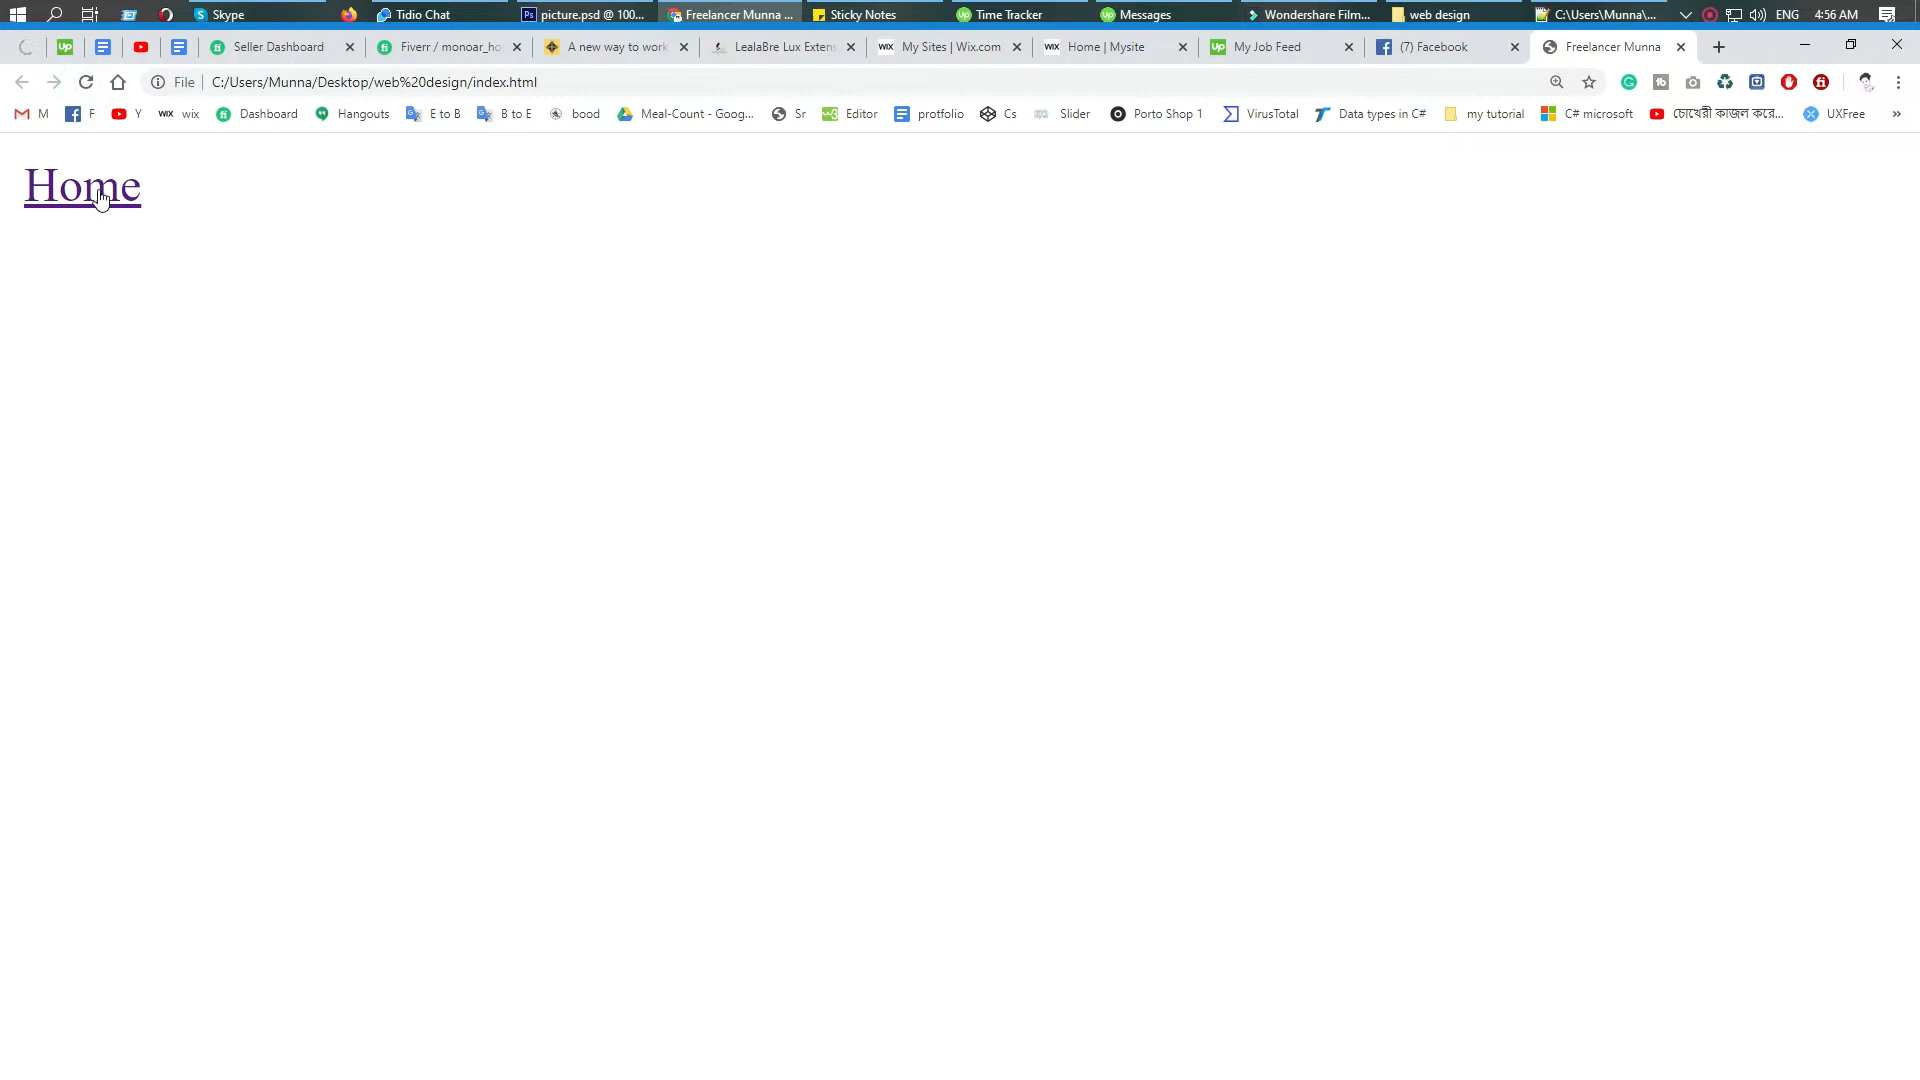 Skype Tidio Chat picture.psd @ 100... Freelancer Munna ... Sticky Notes Time Tracker Messages Wondershare Film... web design C:\Users\Munna\... ENG 4:56 AM
Seller Dashboard Fiverr / monoar_ho A new way to work LealaBre Lux Extens My Sites | Wix.com Home | Mysite My Job Feed (7) Facebook Freelancer Munna
File C:/Users/Munna/Desktop/web%20design/index.html
M F Y wix Dashboard Hangouts E to B B to E bood Meal-Count - Goog... Sr Editor protfolio Cs Slider Porto Shop 1 VirusTotal Data types in C# my tutorial C# microsoft চোখেরী কাজল করে... UXFree »
Home